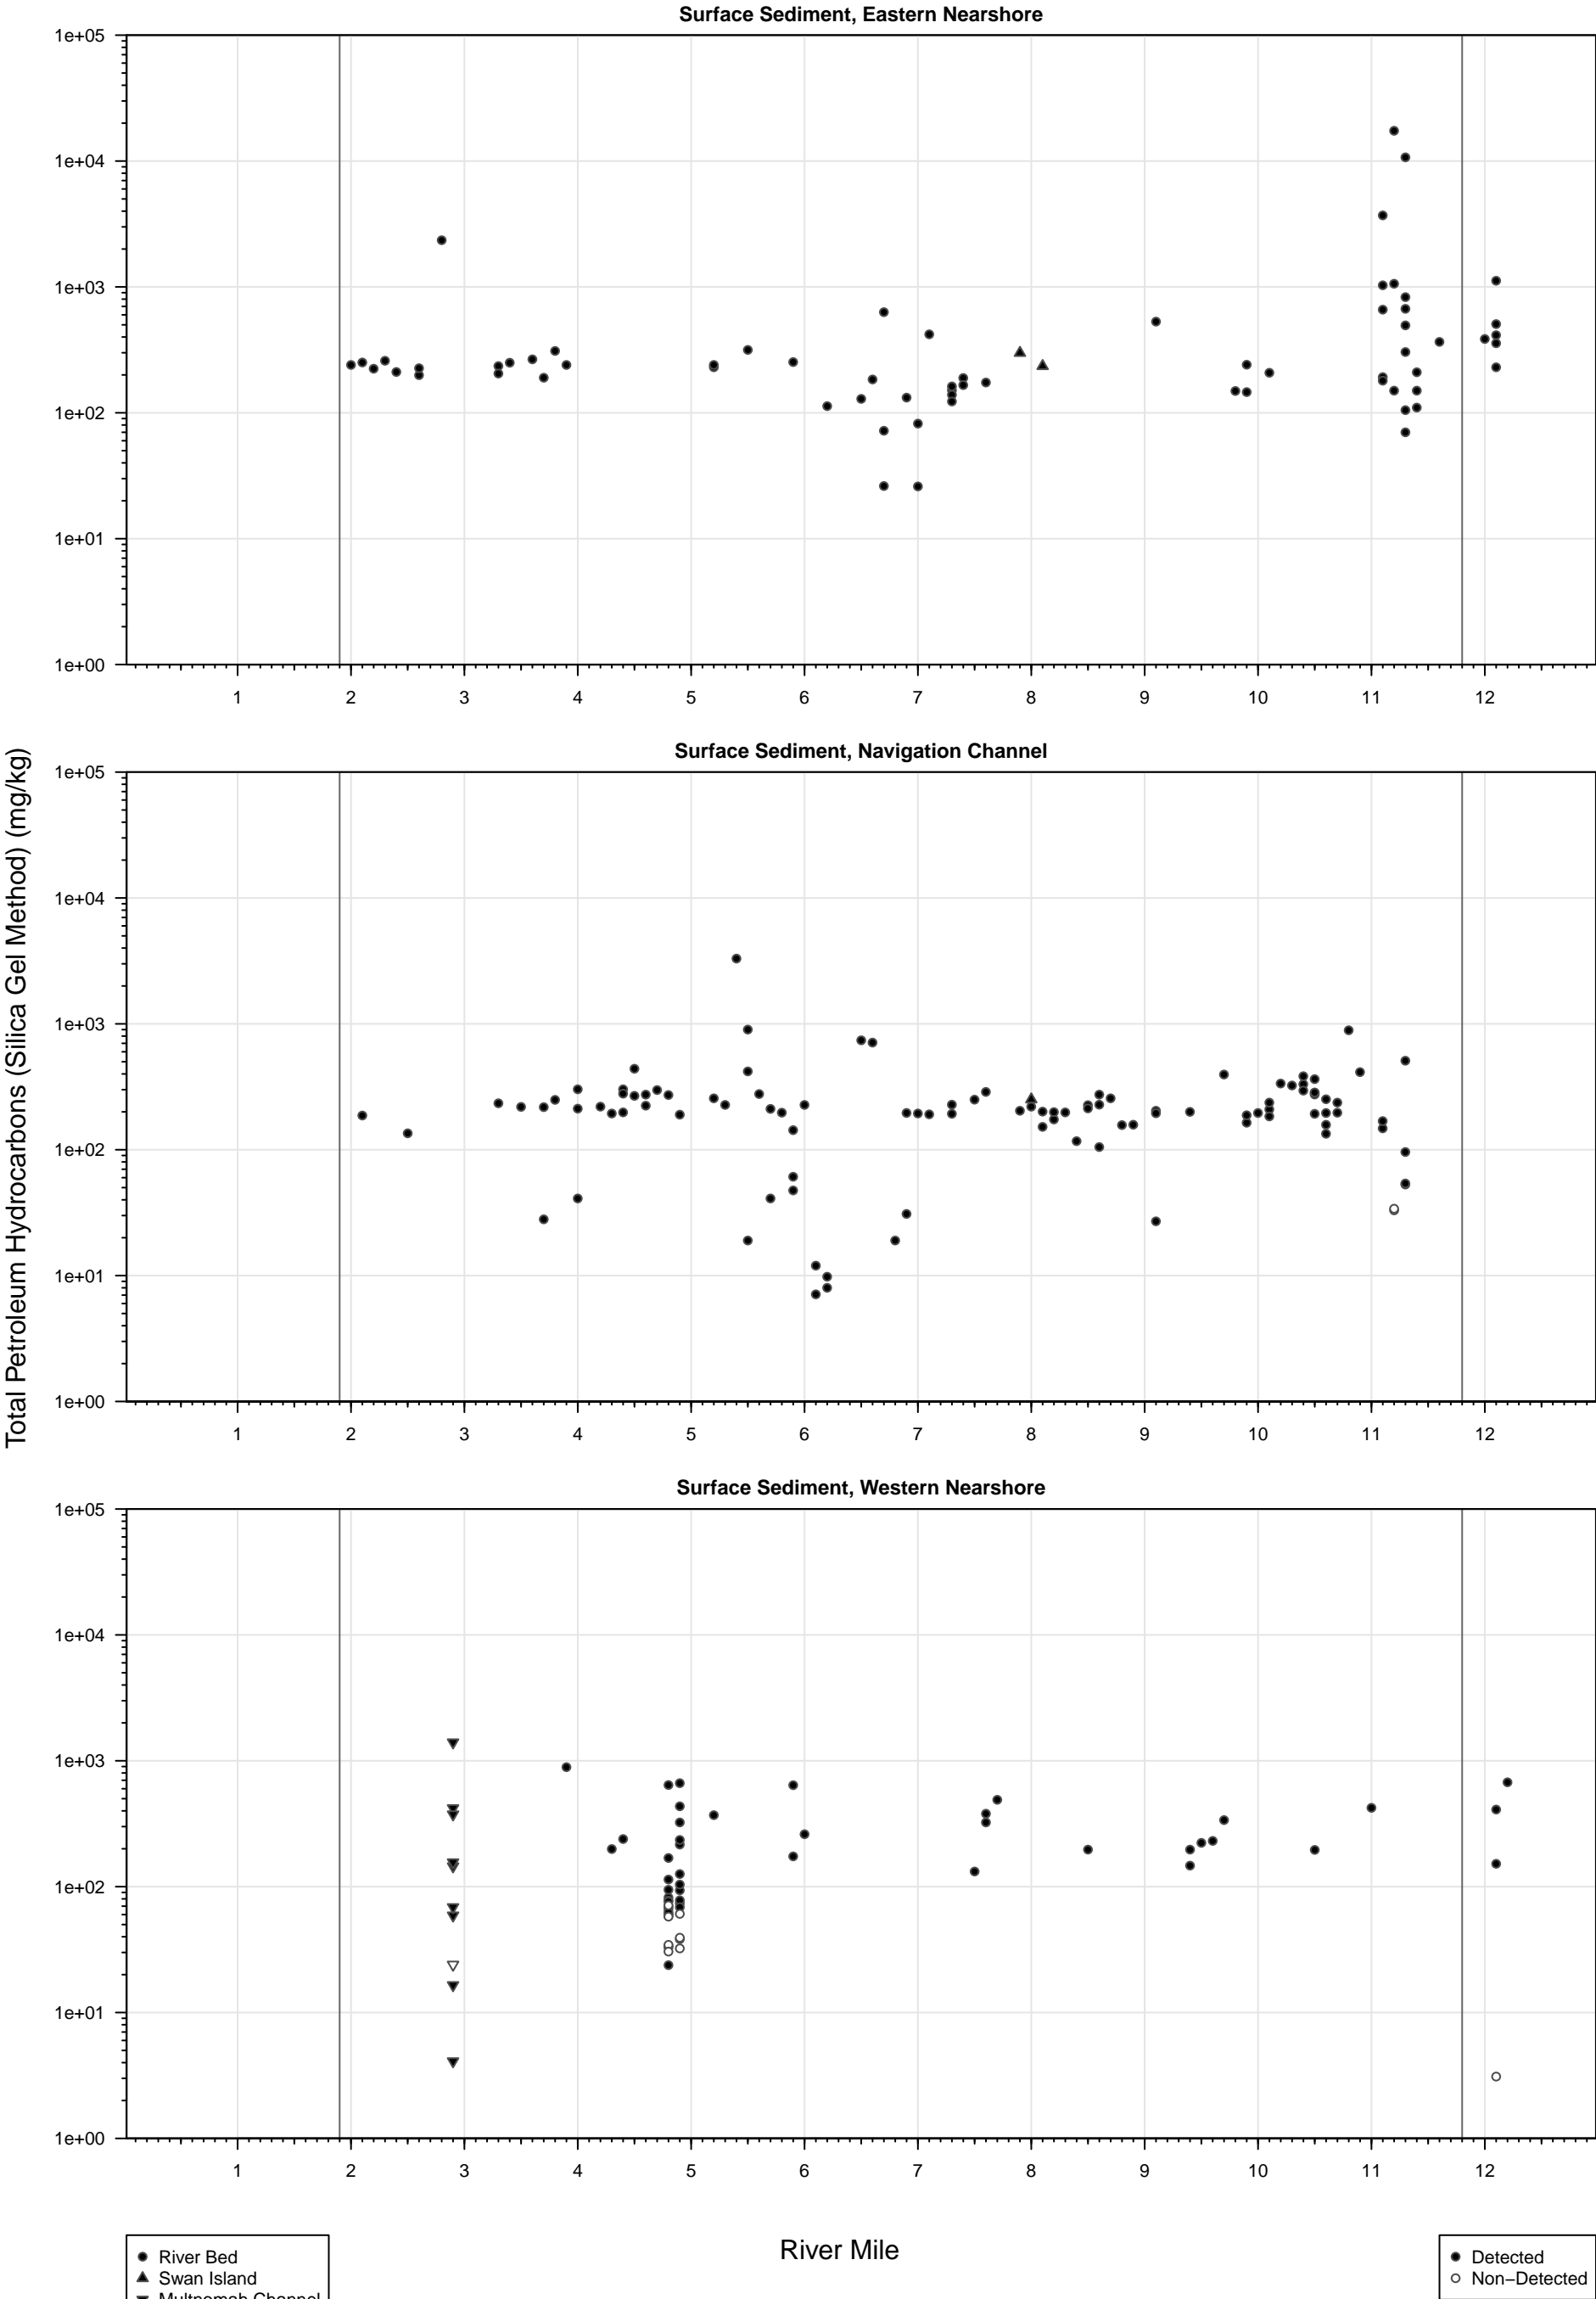 Surface Sediment, Eastern Nearshore
1e+05
1e+04
1e+03
1e+02
1e+01
1e+00
1 2 3 4 5 6 7 8 9 10 11 12
Total Petroleum Hydrocarbons (Silica Gel Method) (mg/kg)
Surface Sediment, Navigation Channel
1e+05
1e+04
1e+03
1e+02
1e+01
1e+00
1 2 3 4 5 6 7 8 9 10 11 12
Surface Sediment, Western Nearshore
1e+05
1e+04
1e+03
1e+02
1e+01
1e+00
1 2 3 4 5 6 7 8 9 10 11 12
River Mile
River Bed
Swan Island
Multnomah Channel
Detected
Non−Detected